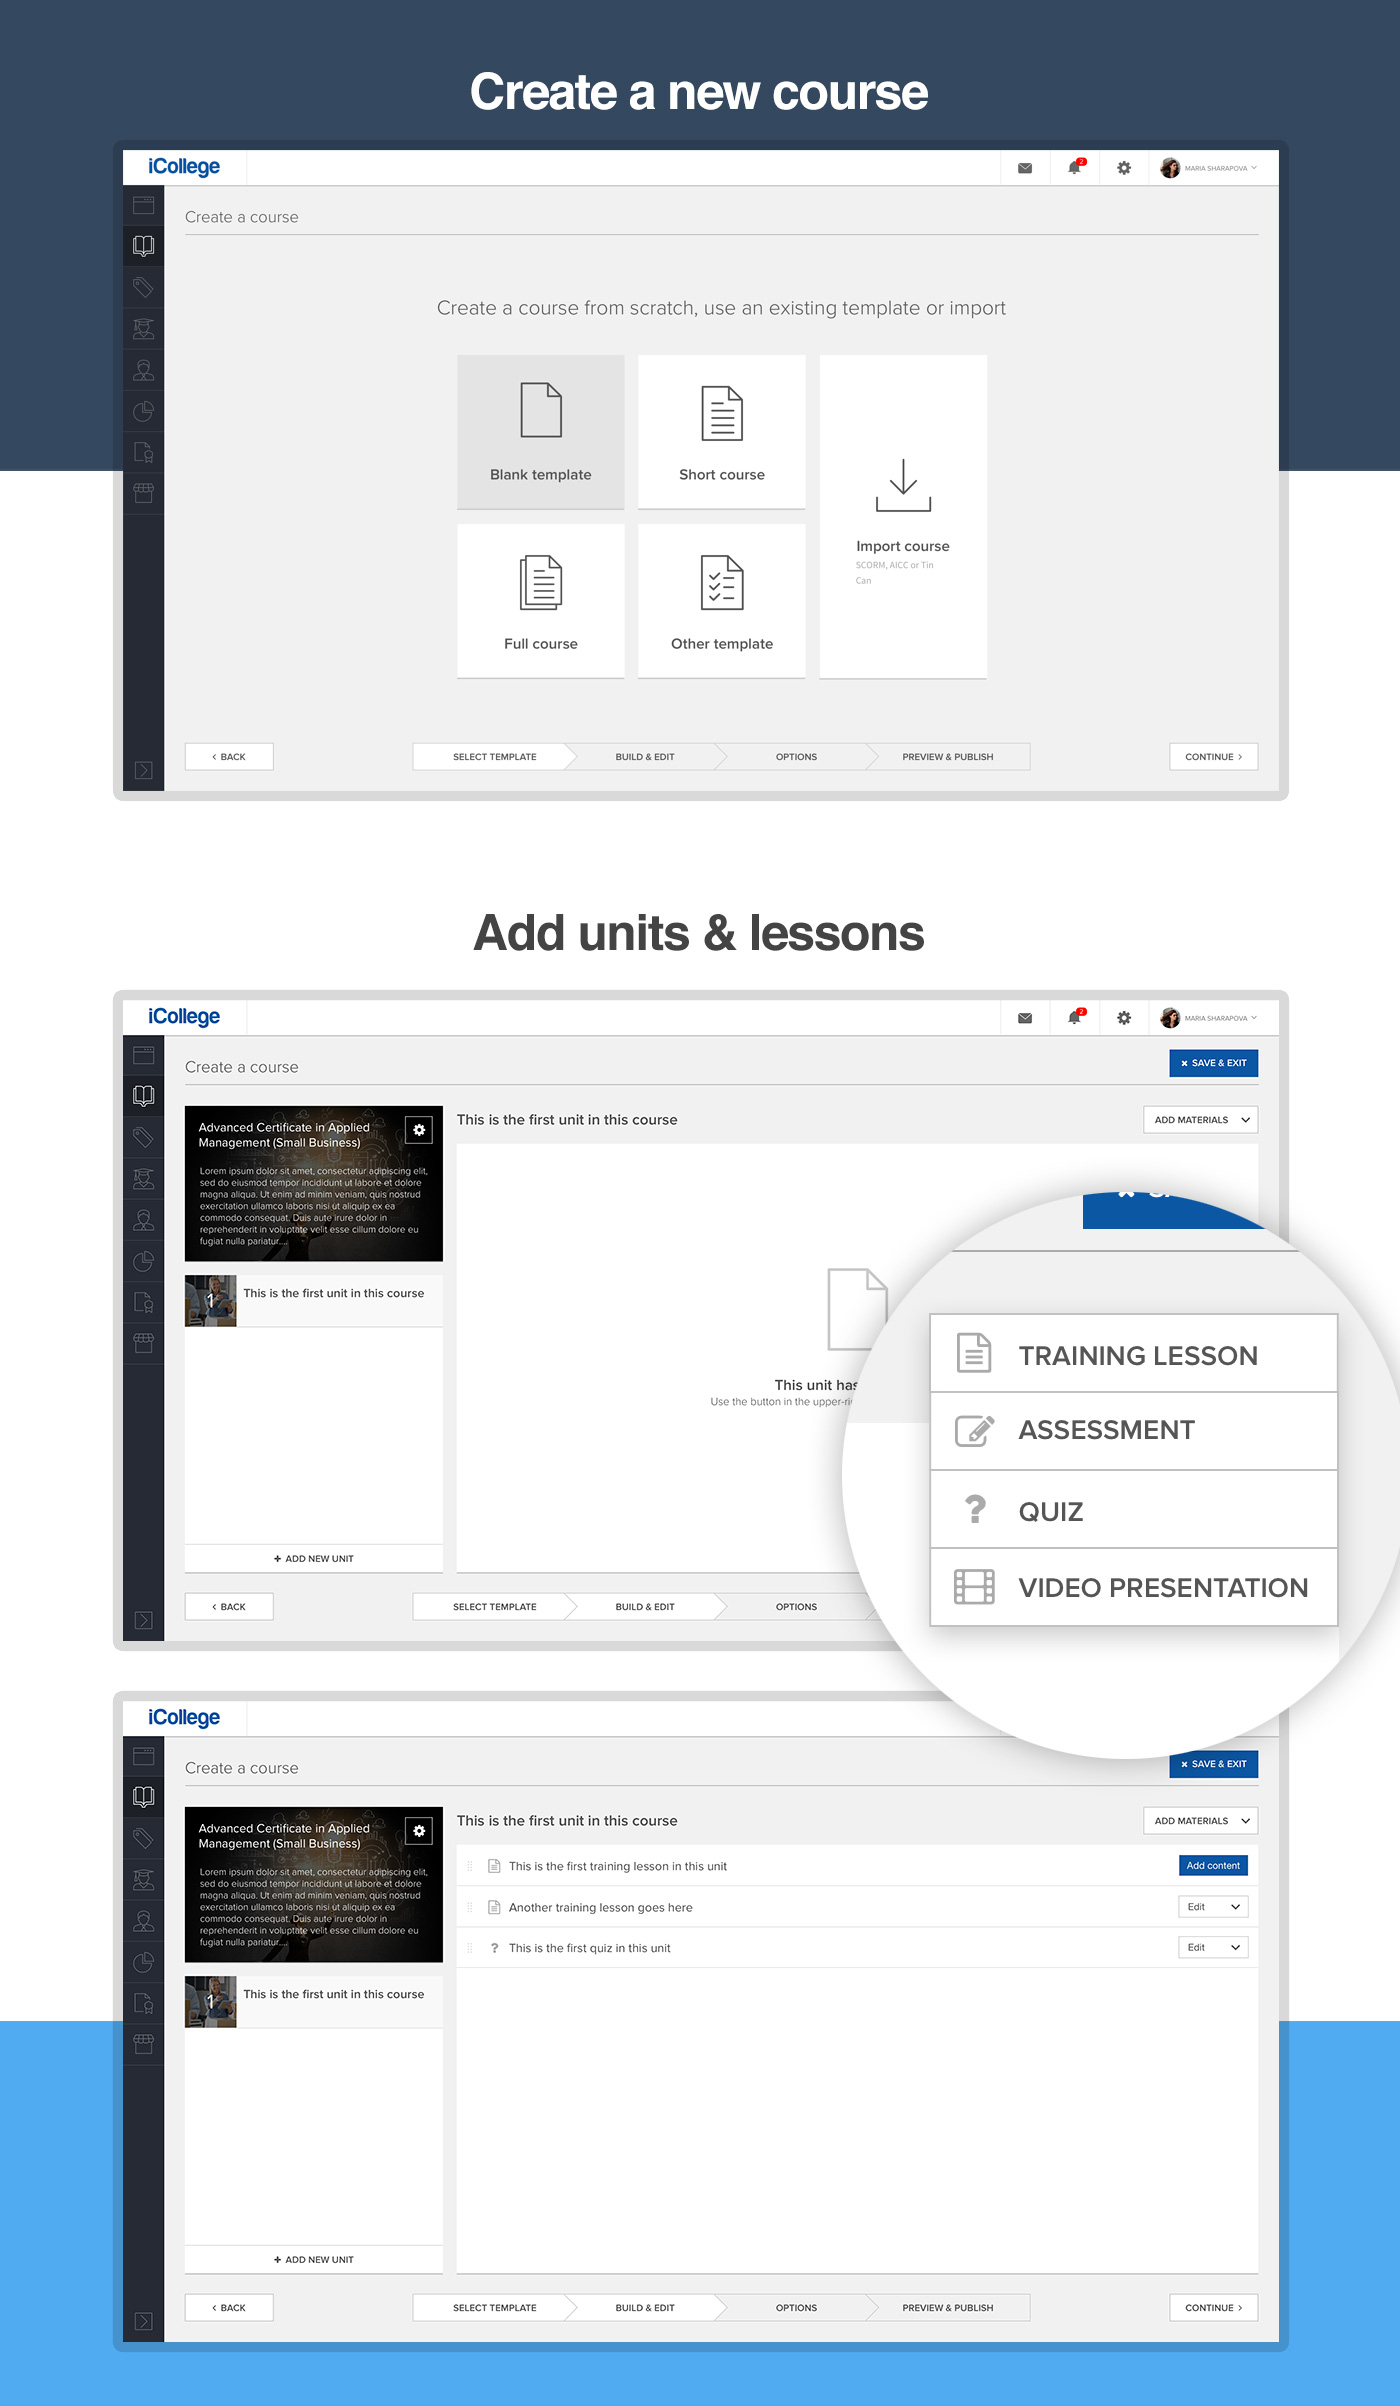 Create a new course
iCollege
2
MARIA SHARAPOVA
Create a course
Create a course from scratch, use an existing template or import
Blank template
Short course
Import course
SCORM, AICC or Tin
Can
Full course
Other template
BACK
SELECT TEMPLATE
BUILD & EDIT
OPTIONS
PREVIEW & PUBLISH
CONTINUE
Add units & lessons
iCollege
2
MARIA SHARAPOVA
Create a course
SAVE & EXIT
Advanced Certificate in Applied
Management (Small Business)
Lorem ipsum dolor sit amet, consectetur adipiscing elit,
sed do eiusmod tempor incididunt ut labore et dolore
magna aliqua. Ut enim ad minim veniam, quis nostrud
exercitation ullamco laboris nisi ut aliquip ex ea
commodo consequat. Duis aute irure dolor in
reprehenderit in voluptate velit esse cillum dolore eu
fugiat nulla pariatur....
1
This is the first unit in this course
+ ADD NEW UNIT
This is the first unit in this course
ADD MATERIALS
This unit has
Use the button in the upper-ri
TRAINING LESSON
ASSESSMENT
? QUIZ
VIDEO PRESENTATION
BACK
SELECT TEMPLATE
BUILD & EDIT
OPTIONS
iCollege
Create a course
SAVE & EXIT
Advanced Certificate in Applied
Management (Small Business)
Lorem ipsum dolor sit amet, consectetur adipiscing elit,
sed do eiusmod tempor incididunt ut labore et dolore
magna aliqua. Ut enim ad minim veniam, quis nostrud
exercitation ullamco laboris nisi ut aliquip ex ea
commodo consequat. Duis aute irure dolor in
reprehenderit in voluptate velit esse cillum dolore eu
fugiat nulla pariatur....
1
This is the first unit in this course
+ ADD NEW UNIT
This is the first unit in this course
ADD MATERIALS
This is the first training lesson in this unit
Add content
Another training lesson goes here
Edit
? This is the first quiz in this unit
Edit
BACK
SELECT TEMPLATE
BUILD & EDIT
OPTIONS
PREVIEW & PUBLISH
CONTINUE